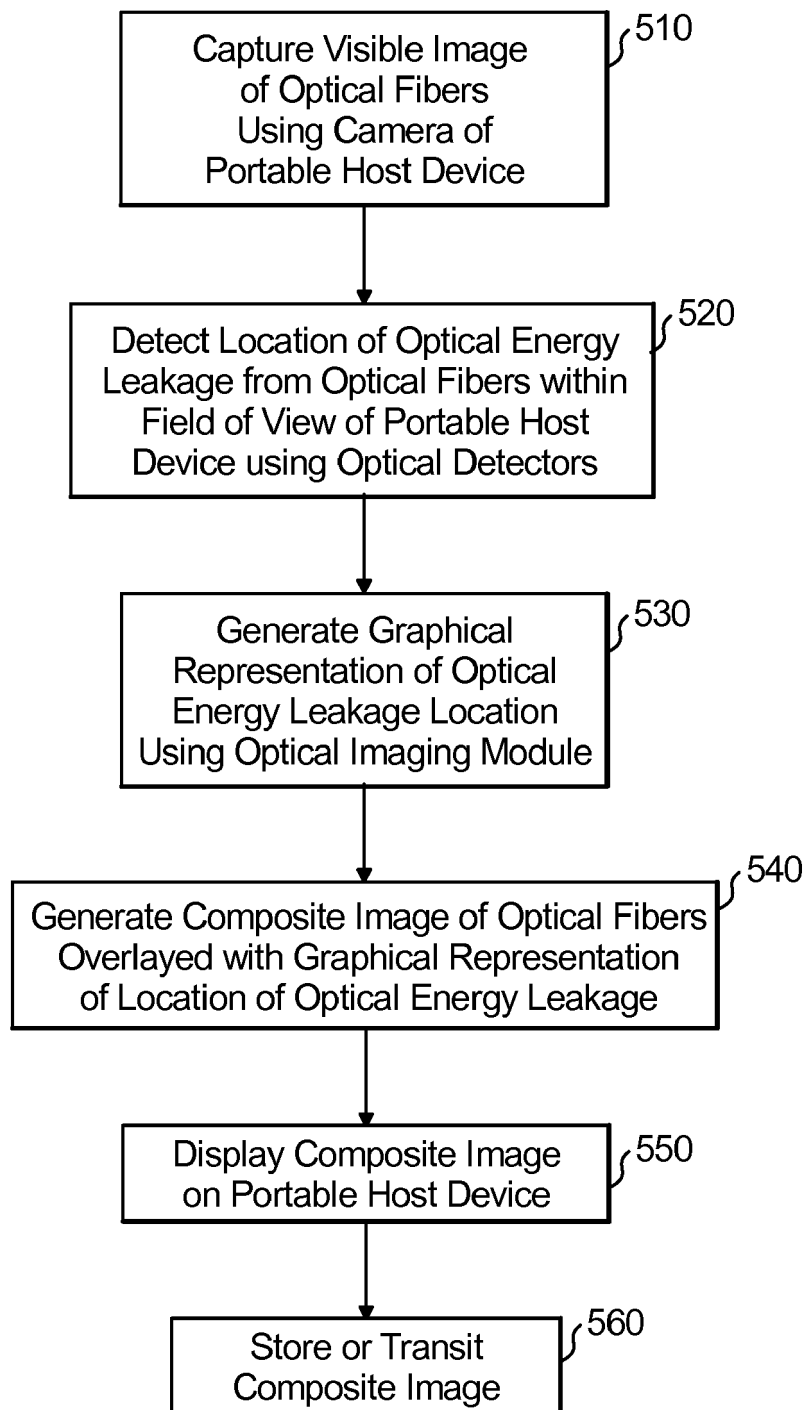 Capture Visible Image
of Optical Fibers
Using Camera of
Portable Host Device
510
Detect Location of Optical Energy
Leakage from Optical Fibers within
Field of View of Portable Host
Device using Optical Detectors
520
Generate Graphical
Representation of Optical
Energy Leakage Location
Using Optical Imaging Module
530
Generate Composite Image of Optical Fibers
Overlayed with Graphical Representation
of Location of Optical Energy Leakage
540
Display Composite Image
on Portable Host Device
550
Store or Transit
Composite Image
560